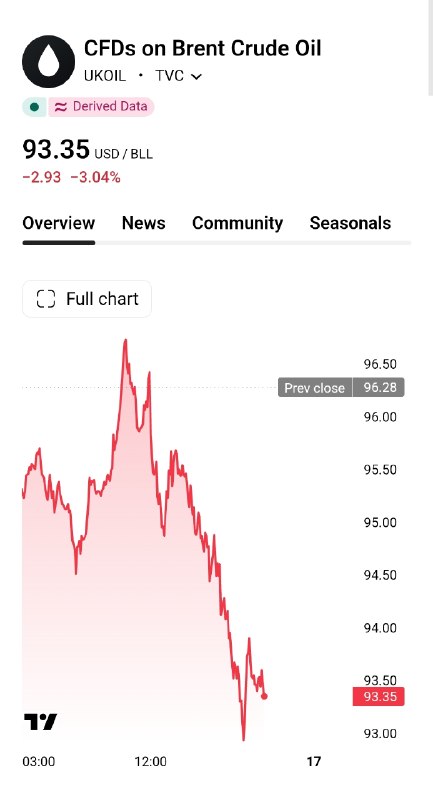 CFDs on Brent Crude Oil
UKOIL • TVC
Derived Data
93.35 USD / BLL
−2.93 −3.04%
Overview News Community Seasonals
Full chart
96.50
Prev close 96.28
96.00
95.50
95.00
94.50
94.00
93.50
93.35
93.00
03:00 12:00 17